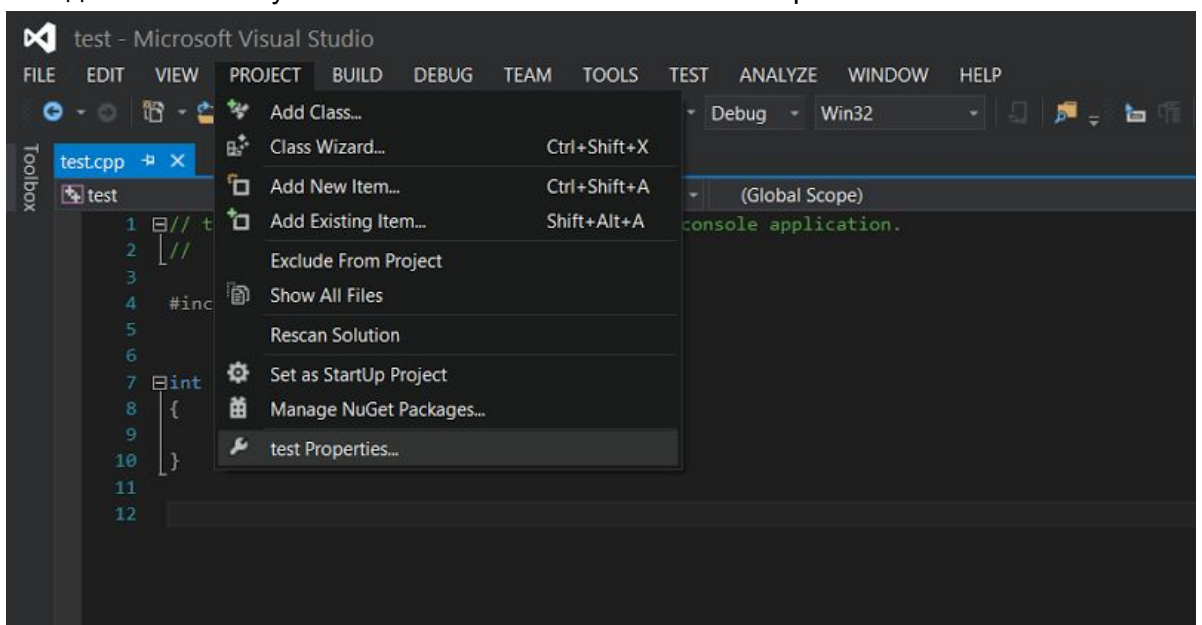 test - Microsoft Visual Studio
FILE EDIT VIEW PROJECT BUILD DEBUG TEAM TOOLS TEST ANALYZE WINDOW HELP
Debug Win32
Add Class...
Class Wizard... Ctrl+Shift+X
Add New Item... Ctrl+Shift+A
Add Existing Item... Shift+Alt+A
Exclude From Project
Show All Files
Rescan Solution
Set as StartUp Project
Manage NuGet Packages...
test Properties...
Toolbox
test.cpp
test (Global Scope)
1 // t console application.
2 //
3
4 #inc
5
6
7 int
8 {
9
10 }
11
12